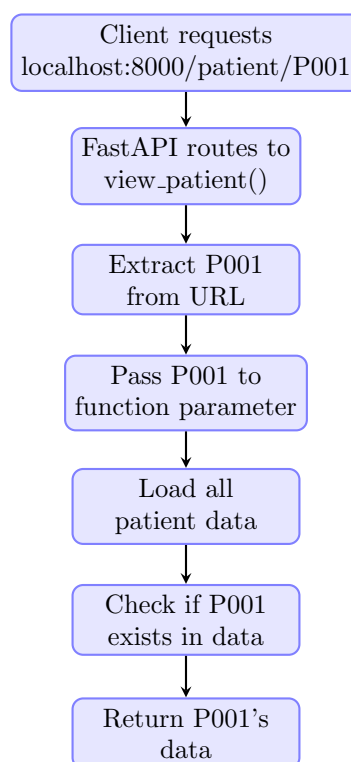 Client requests
localhost:8000/patient/P001
FastAPI routes to
view_patient()
Extract P001
from URL
Pass P001 to
function parameter
Load all
patient data
Check if P001
exists in data
Return P001's
data